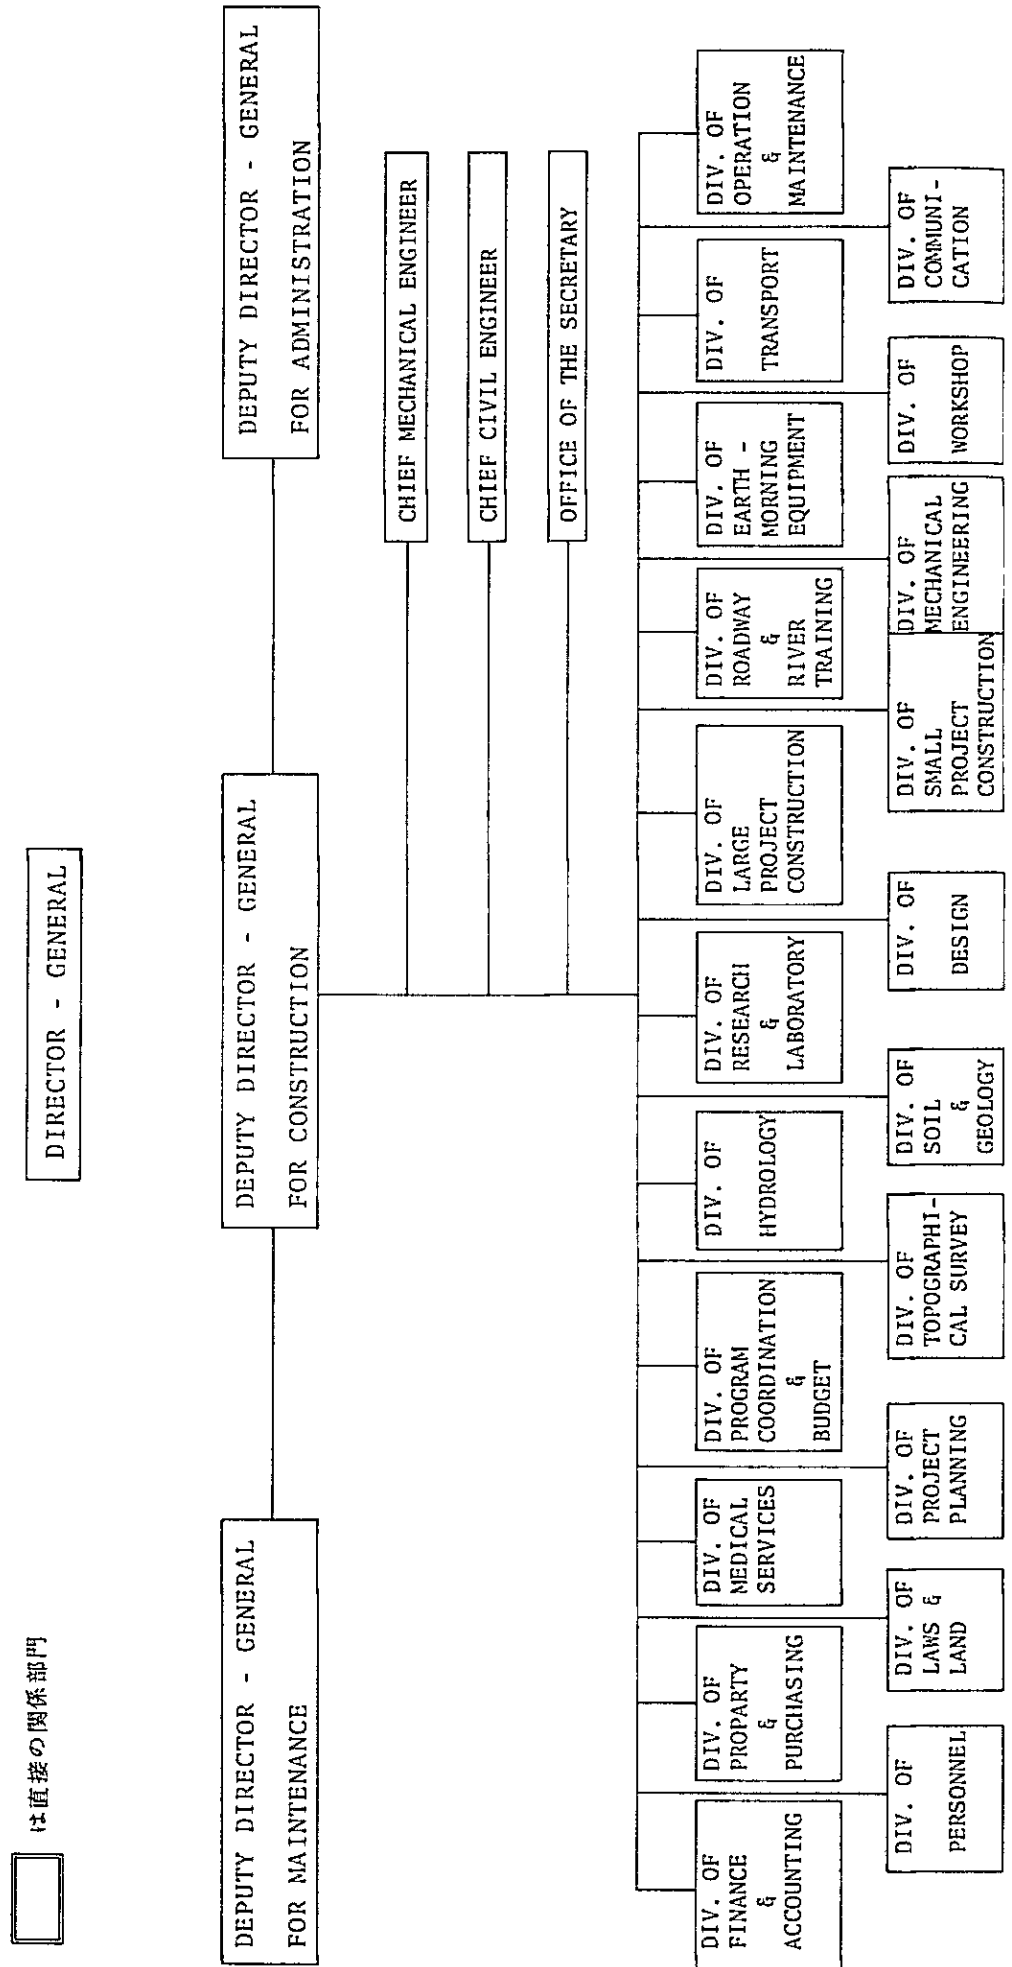 は直接の関係部門
DIRECTOR - GENERAL
DEPUTY DIRECTOR - GENERAL
FOR MAINTENANCE
DEPUTY DIRECTOR - GENERAL
FOR CONSTRUCTION
DEPUTY DIRECTOR - GENERAL
FOR ADMINISTRATION
CHIEF MECHANICAL ENGINEER
CHIEF CIVIL ENGINEER
OFFICE OF THE SECRETARY
DIV. OF
FINANCE
&
ACCOUNTING
DIV. OF
PROPARTY
&
PURCHASING
DIV. OF
MEDICAL
SERVICES
DIV. OF
PROGRAM
COORDINATION
&
BUDGET
DIV. OF
HYDROLOGY
DIV. OF
RESEARCH
&
LABORATORY
DIV. OF
LARGE
PROJECT
CONSTRUCTION
DIV. OF
ROADWAY
&
RIVER
TRAINING
DIV. OF
EARTH -
MORNING
EQUIPMENT
DIV. OF
TRANSPORT
DIV. OF
OPERATION
&
MAINTENANCE
DIV. OF
PERSONNEL
DIV. OF
LAWS &
LAND
DIV. OF
PROJECT
PLANNING
DIV. OF
TOPOGRAPHI-
CAL SURVEY
DIV. OF
SOIL
&
GEOLOGY
DIV. OF
DESIGN
DIV. OF
SMALL
PROJECT
CONSTRUCTION
DIV. OF
MECHANICAL
ENGINEERING
DIV. OF
WORKSHOP
DIV. OF
COMMUNI-
CATION